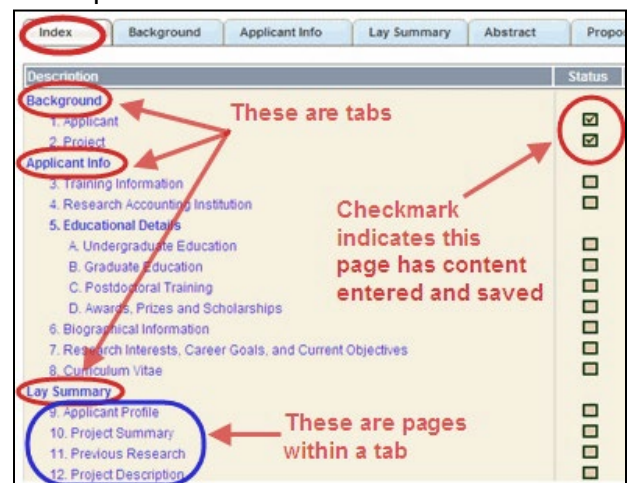 Index Background Applicant Info Lay Summary Abstract Propo
Description Status
Background
These are tabs
1. Applicant
2. Project
Applicant Info
3. Training Information
4. Research Accounting Institution
Checkmark
indicates this
page has content
entered and saved
5. Educational Details
A. Undergraduate Education
B. Graduate Education
C. Postdoctoral Training
D. Awards, Prizes and Scholarships
6. Biographical Information
7. Research Interests, Career Goals, and Current Objectives
8. Curriculum Vitae
Lay Summary
9. Applicant Profile
10. Project Summary
11. Previous Research
12. Project Description
These are pages
within a tab